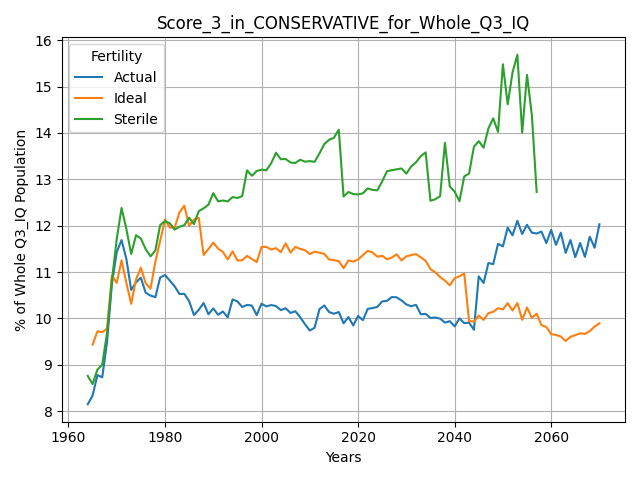 Score_3_in_CONSERVATIVE_for_Whole_Q3_IQ
% of Whole Q3_IQ Population
16
15
14
13
12
11
10
9
8
Fertility
Actual
Ideal
Sterile
1960
1980
2000
2020
2040
2060
Years